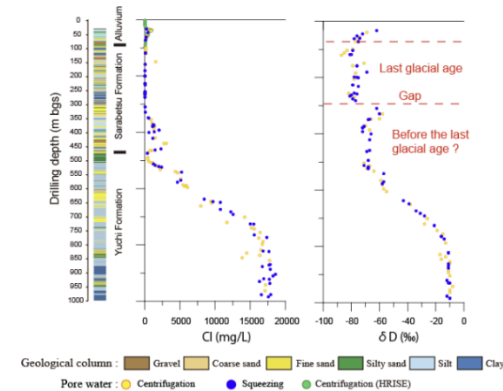 Drilling depth (m bgs)
0
50
100
150
200
250
300
350
400
450
500
550
600
650
700
750
800
850
900
950
1000
Alluvium
Sarabetsu Formation
Yuchi Formation
0 5000 10000 15000 20000
Cl (mg/L)
Last glacial age
Gap
Before the last
glacial age ?
-100 -80 -60 -40 -20 0
δ D (‰)
Geological column : Gravel Coarse sand Fine sand Silty sand Silt Clay
Pore water : Centrifugation Squeezing Centrifugation (HRISE)